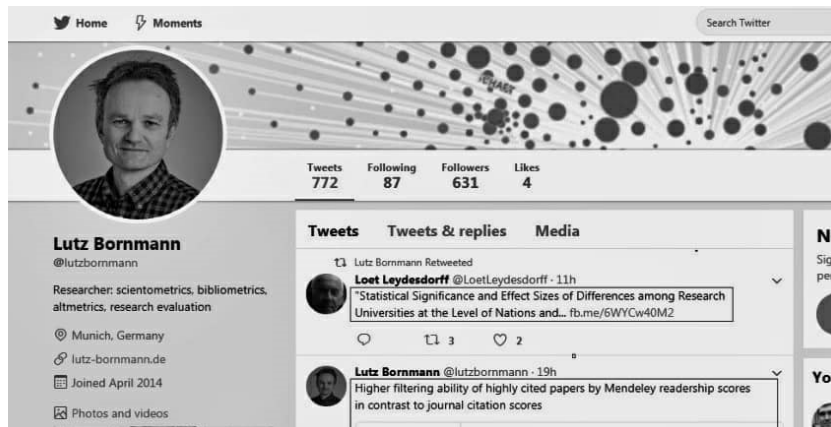 Home Moments Search Twitter
Tweets Following Followers Likes
772 87 631 4
Lutz Bornmann
@lutzbornmann
Researcher: scientometrics, bibliometrics,
altmetrics, research evaluation
Munich, Germany
lutz-bornmann.de
Joined April 2014
Photos and videos
Tweets Tweets & replies Media
Lutz Bornmann Retweeted
Loet Leydesdorff @LoetLeydesdorff · 11h
"Statistical Significance and Effect Sizes of Differences among Research
Universities at the Level of Nations and... fb.me/6WYCw40M2
3 2
Lutz Bornmann @lutzbornmann · 19h
Higher filtering ability of highly cited papers by Mendeley readership scores
in contrast to journal citation scores
N
Sig
pe
Yo